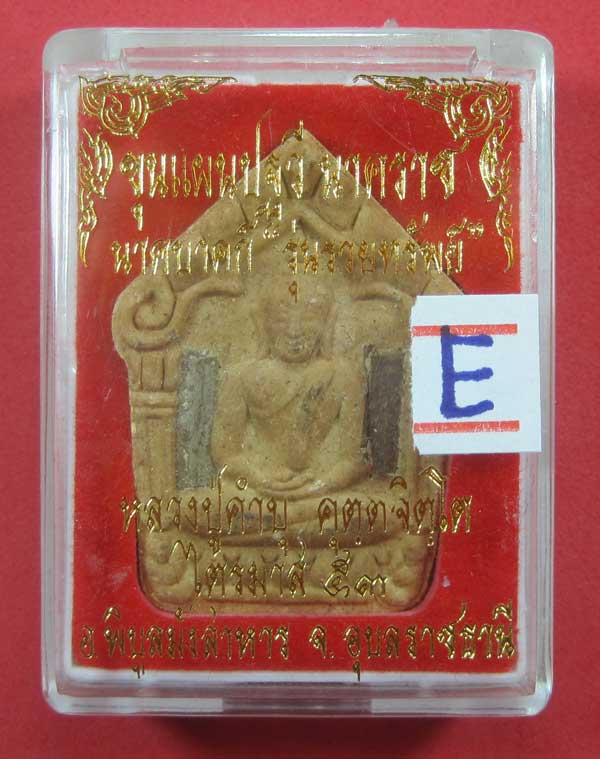 ขุนแผนปรัว นาคราช
นาคบาดก์ "รุ่นรวยทรัพย์"
E
หลวงปู่คำบุ คุตฺตจิตฺโต
ไตรมาส ๕๓
อ.พิบูลมังสาหาร จ.อุบลราชธานี